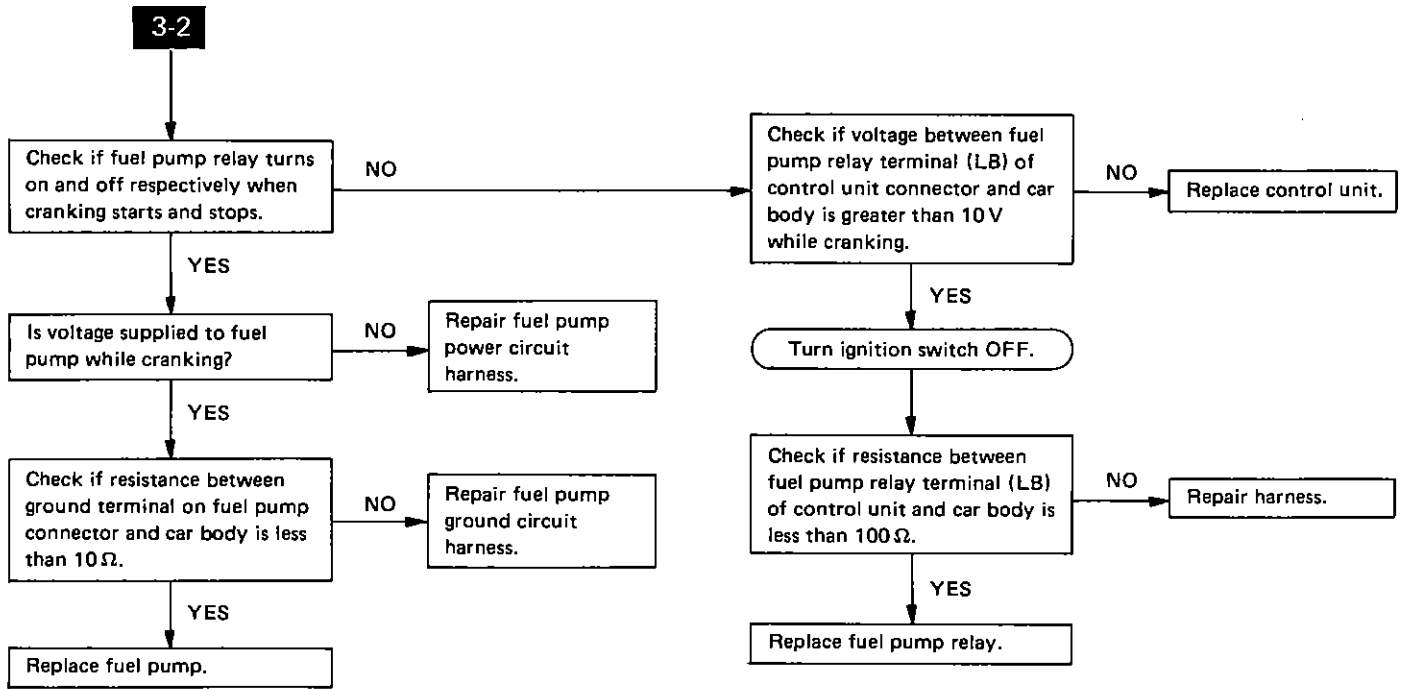 3-2
Check if fuel pump relay turns
on and off respectively when
cranking starts and stops.
NO
Check if voltage between fuel
pump relay terminal (LB) of
control unit connector and car
body is greater than 10 V
while cranking.
NO
Replace control unit.
YES
YES
Is voltage supplied to fuel
pump while cranking?
NO
Repair fuel pump
power circuit
harness.
Turn ignition switch OFF.
YES
Check if resistance between
ground terminal on fuel pump
connector and car body is less
than 10 Ω.
NO
Repair fuel pump
ground circuit
harness.
Check if resistance between
fuel pump relay terminal (LB)
of control unit and car body is
less than 100 Ω.
NO
Repair harness.
YES
YES
Replace fuel pump.
Replace fuel pump relay.